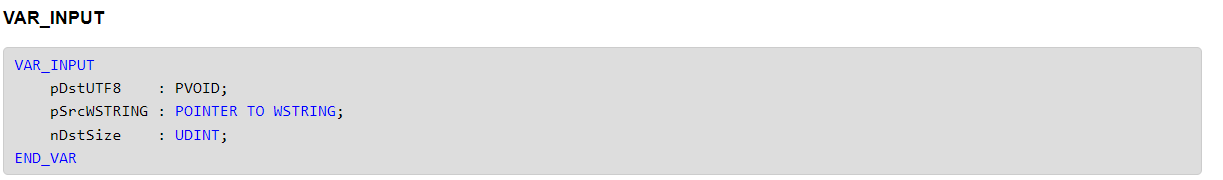 VAR_INPUT
VAR_INPUT
    pDstUTF8    : PVOID;
    pSrcWSTRING : POINTER TO WSTRING;
    nDstSize    : UDINT;
END_VAR